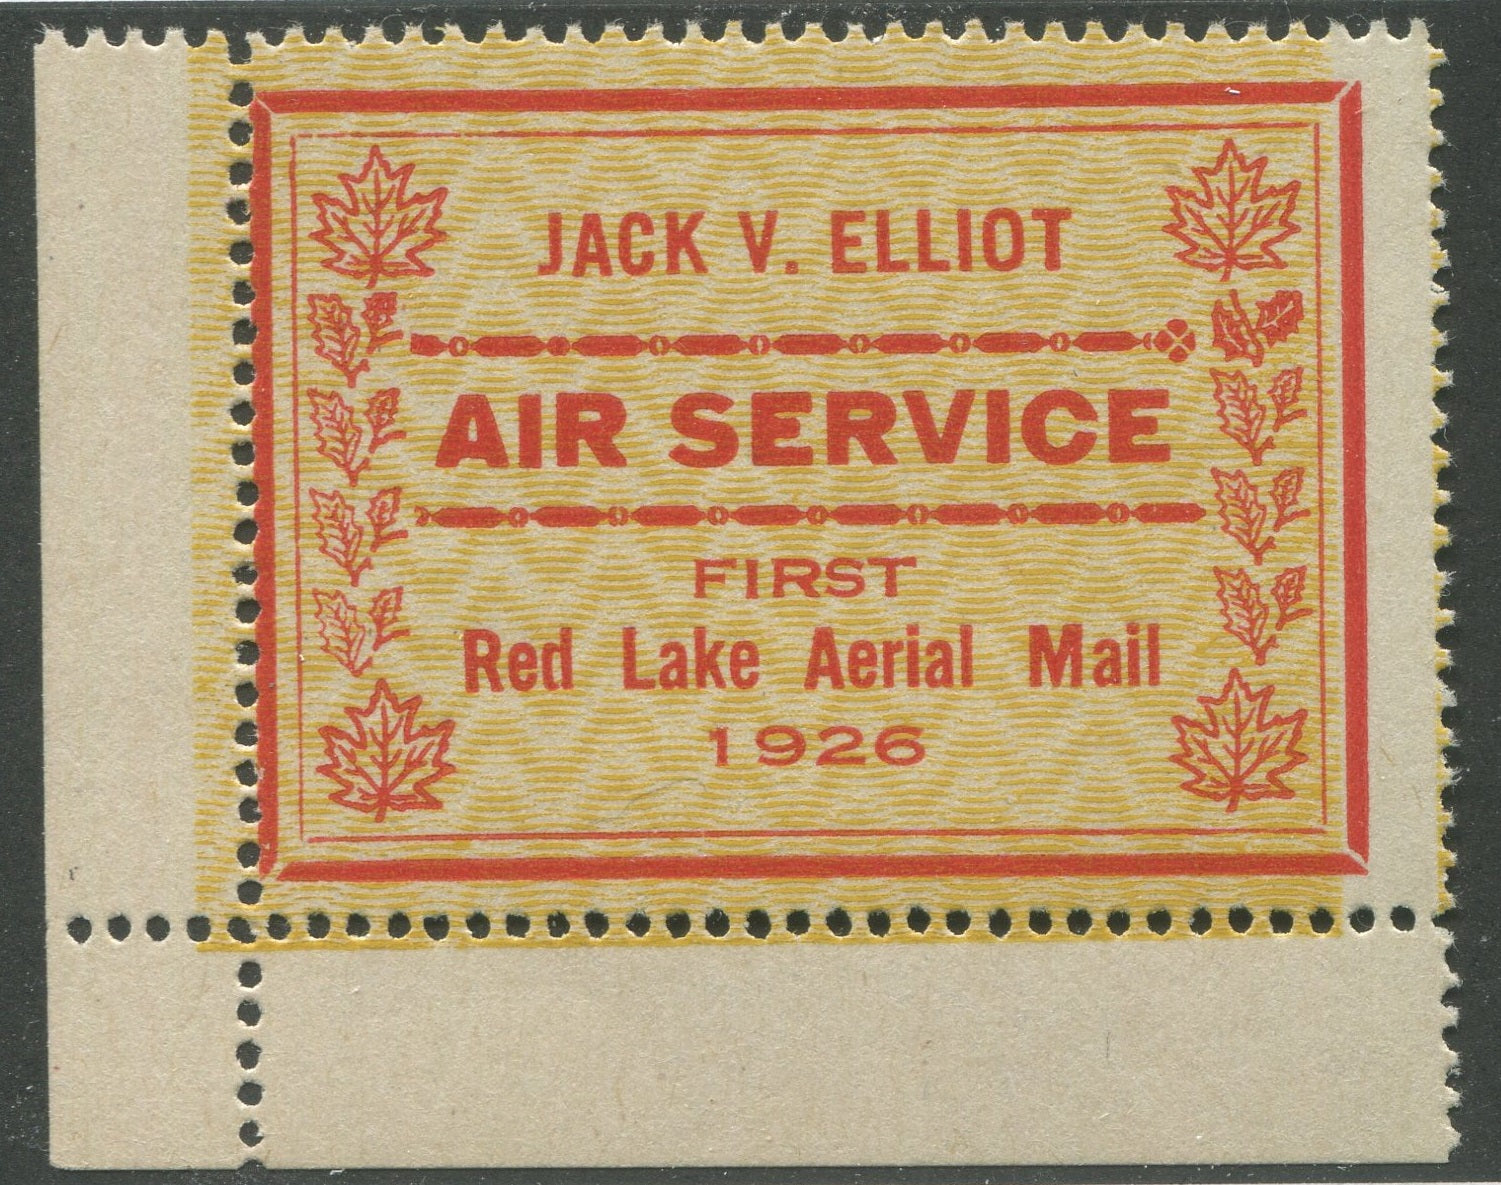 JACK V. ELLIOT
AIR SERVICE
FIRST
Red Lake Aerial Mail
1926